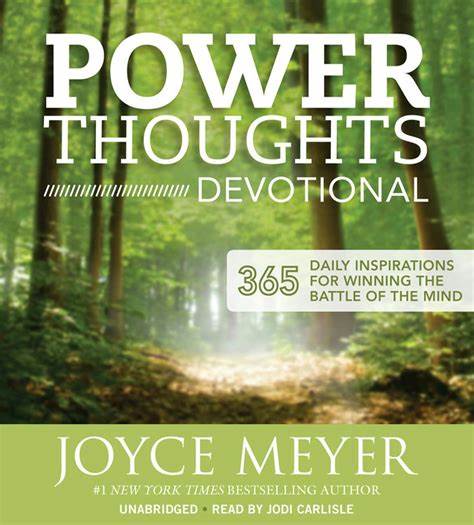 POWER
THOUGHTS
DEVOTIONAL
365
DAILY INSPIRATIONS
FOR WINNING THE
BATTLE OF THE MIND
JOYCE MEYER
#1 NEW YORK TIMES BESTSELLING AUTHOR
UNABRIDGED • READ BY JODI CARLISLE